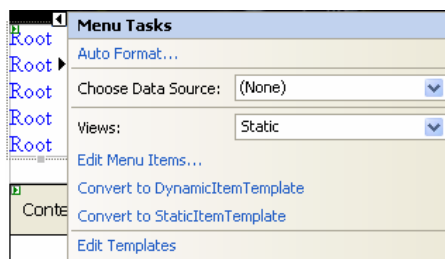 Root
Root
Root
Root
Root
Conte
Menu Tasks
Auto Format...
Choose Data Source: (None)
Views: Static
Edit Menu Items...
Convert to DynamicItemTemplate
Convert to StaticItemTemplate
Edit Templates